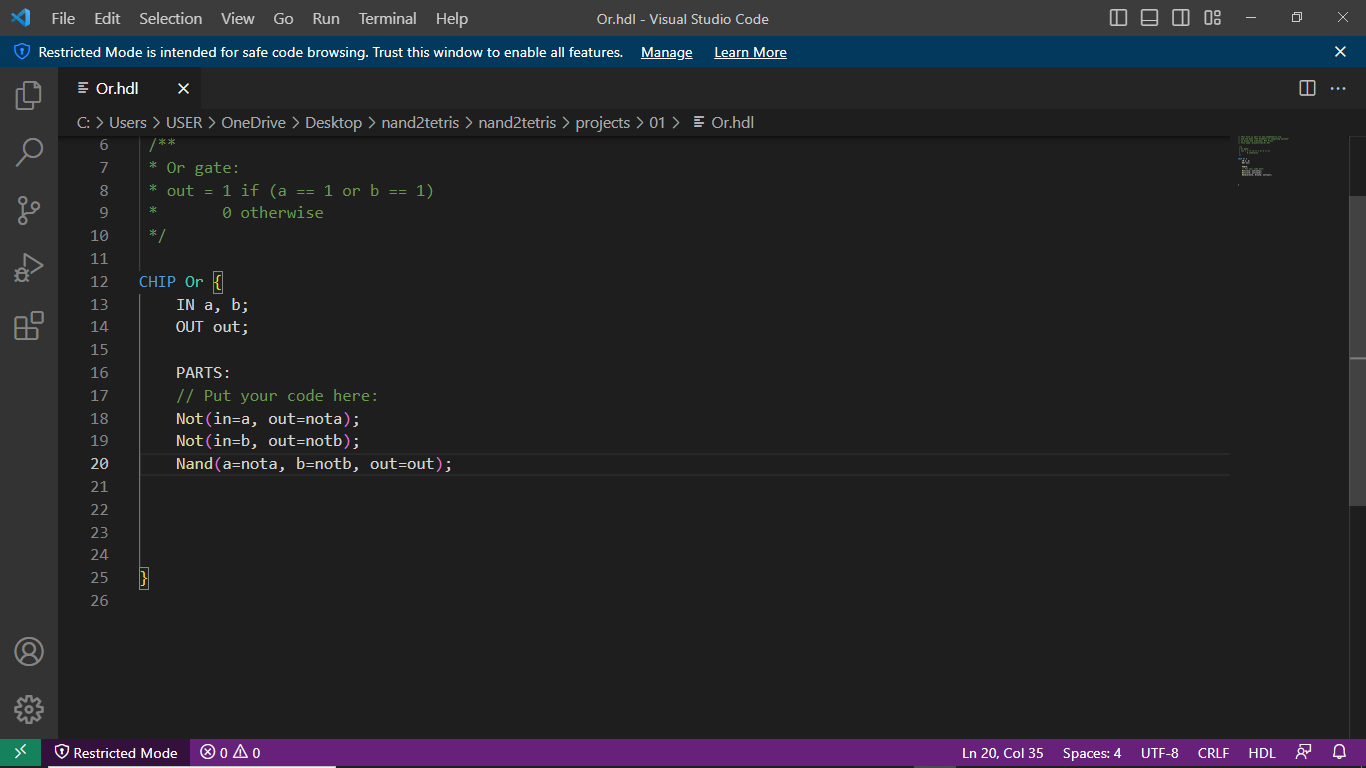 File Edit Selection View Go Run Terminal Help Or.hdl - Visual Studio Code
Restricted Mode is intended for safe code browsing. Trust this window to enable all features. Manage Learn More
Or.hdl
C: > Users > USER > OneDrive > Desktop > nand2tetris > nand2tetris > projects > 01 > Or.hdl
6 /**
7 * Or gate:
8 * out = 1 if (a == 1 or b == 1)
9 *       0 otherwise
10 */
11
12 CHIP Or {
13     IN a, b;
14     OUT out;
15
16     PARTS:
17     // Put your code here:
18     Not(in=a, out=nota);
19     Not(in=b, out=notb);
20     Nand(a=nota, b=notb, out=out);
21
22
23
24
25 }
26
Restricted Mode 0 0 Ln 20, Col 35 Spaces: 4 UTF-8 CRLF HDL